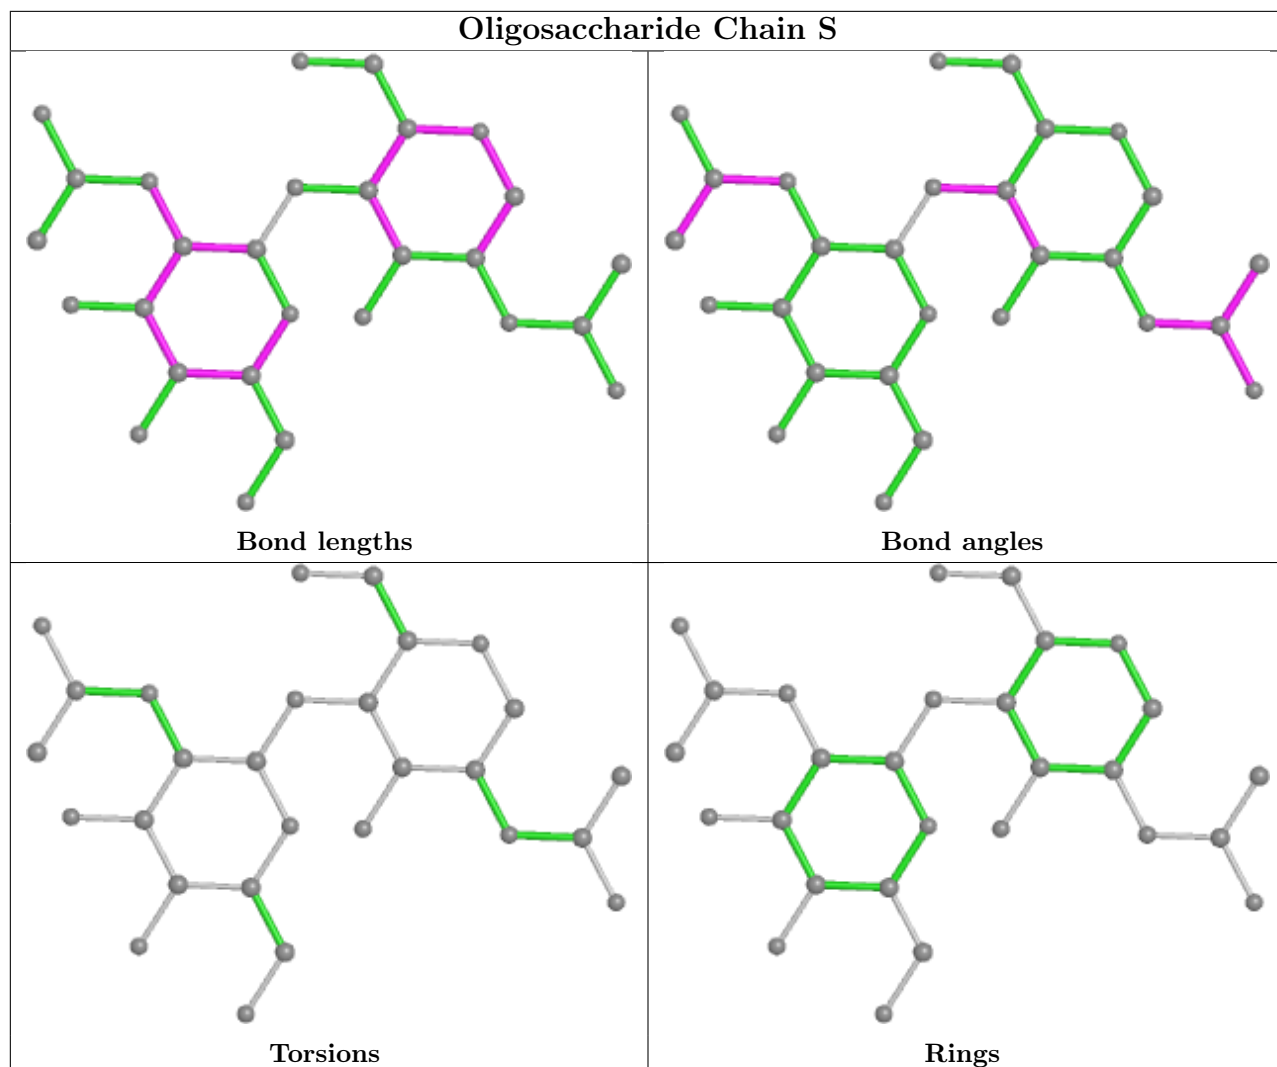 Oligosaccharide Chain S
Bond lengths
Bond angles
Torsions
Rings